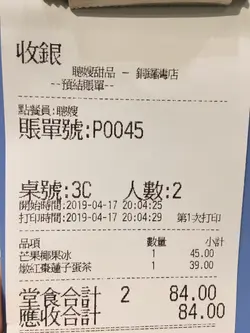 收銀
聰嫂甜品 - 銅鑼灣店
--預結賬單--
點餐員:聰嫂
賬單號:P0045
桌號:3C 人數:2
開始時間:2019-04-17 20:04:25
打印時間:2019-04-17 20:04:29 第1次打印
品項 數量 小計
芒果椰果冰 1 45.00
燉紅棗蓮子蛋茶 1 39.00
堂食合計 2 84.00
應收合計 84.00